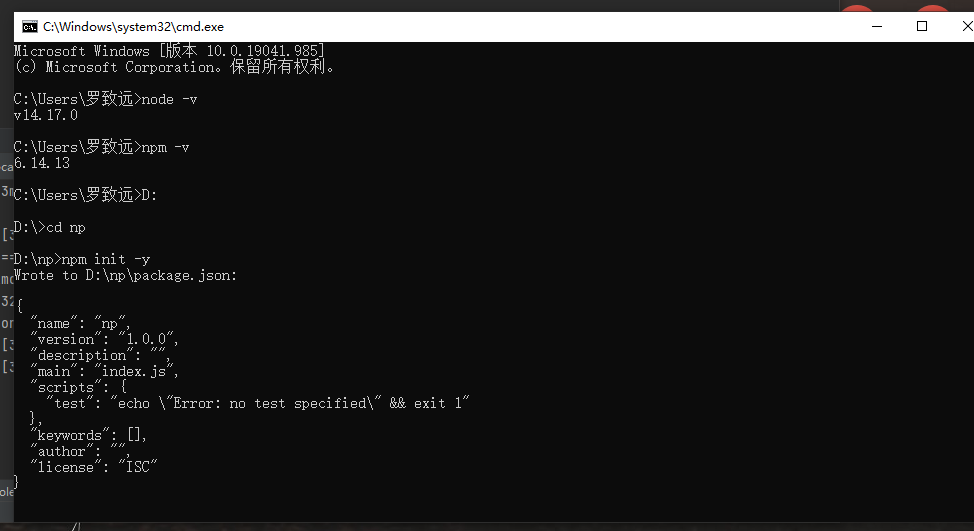 C:\Windows\system32\cmd.exe
Microsoft Windows [版本 10.0.19041.985]
(c) Microsoft Corporation。保留所有权利。
C:\Users\罗致远>node -v
v14.17.0
C:\Users\罗致远>npm -v
6.14.13
C:\Users\罗致远>D:
D:\>cd np
D:\np>npm init -y
Wrote to D:\np\package.json:
{
"name": "np",
"version": "1.0.0",
"description": "",
"main": "index.js",
"scripts": {
"test": "echo \"Error: no test specified\" && exit 1"
},
"keywords": [],
"author": "",
"license": "ISC"
}